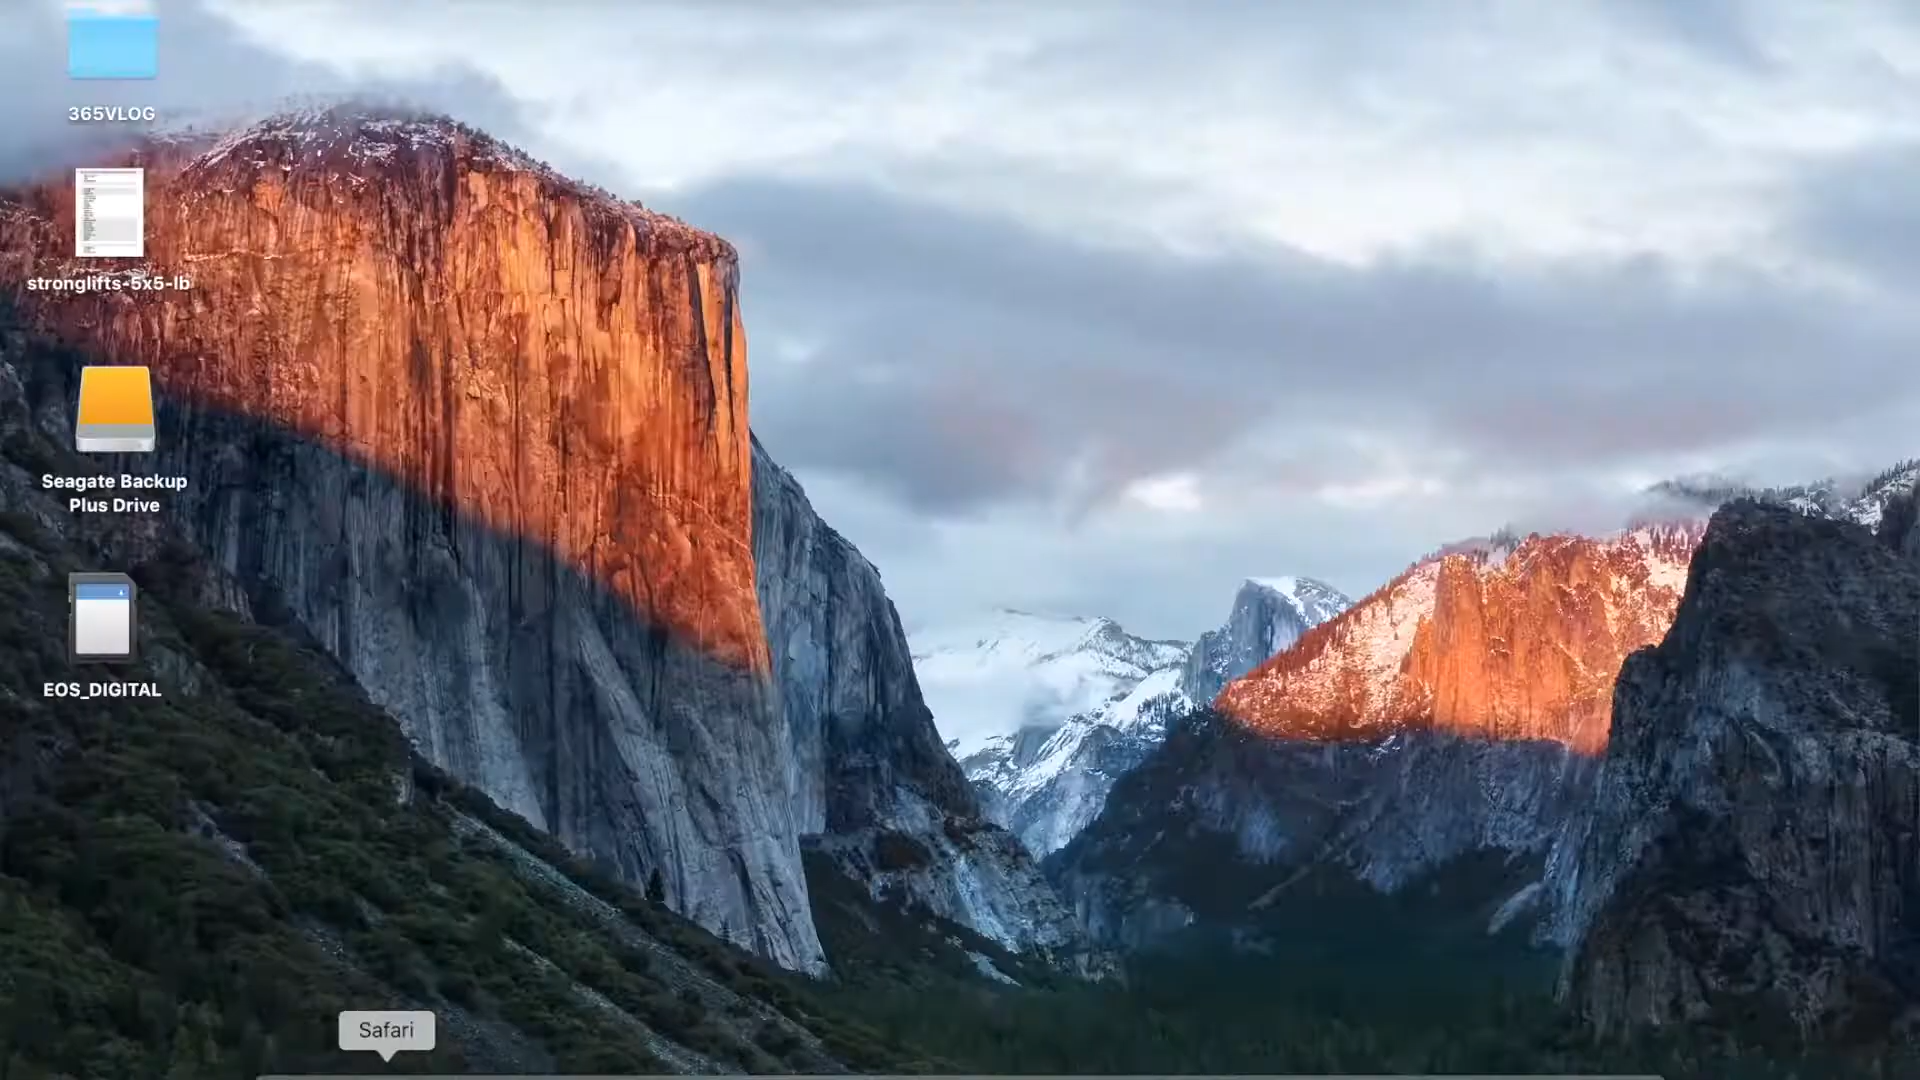 365VLOG
stronglifts-5x5-lb
Seagate Backup
Plus Drive
EOS_DIGITAL
Safari